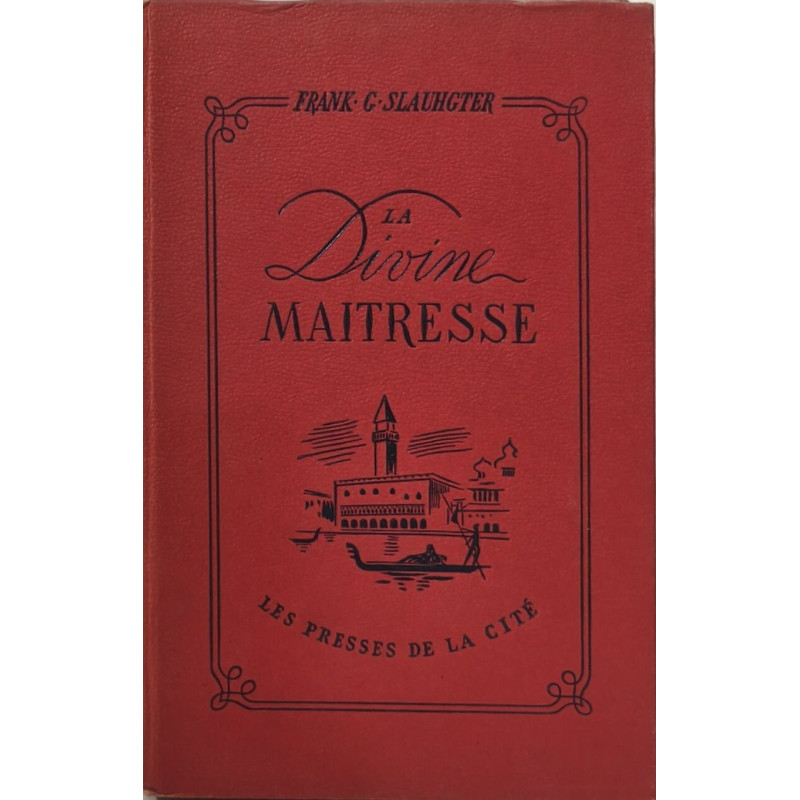 FRANK·G·SLAUHGTER
LA
Divine
MAITRESSE
LES PRESSES DE LA CITÉ